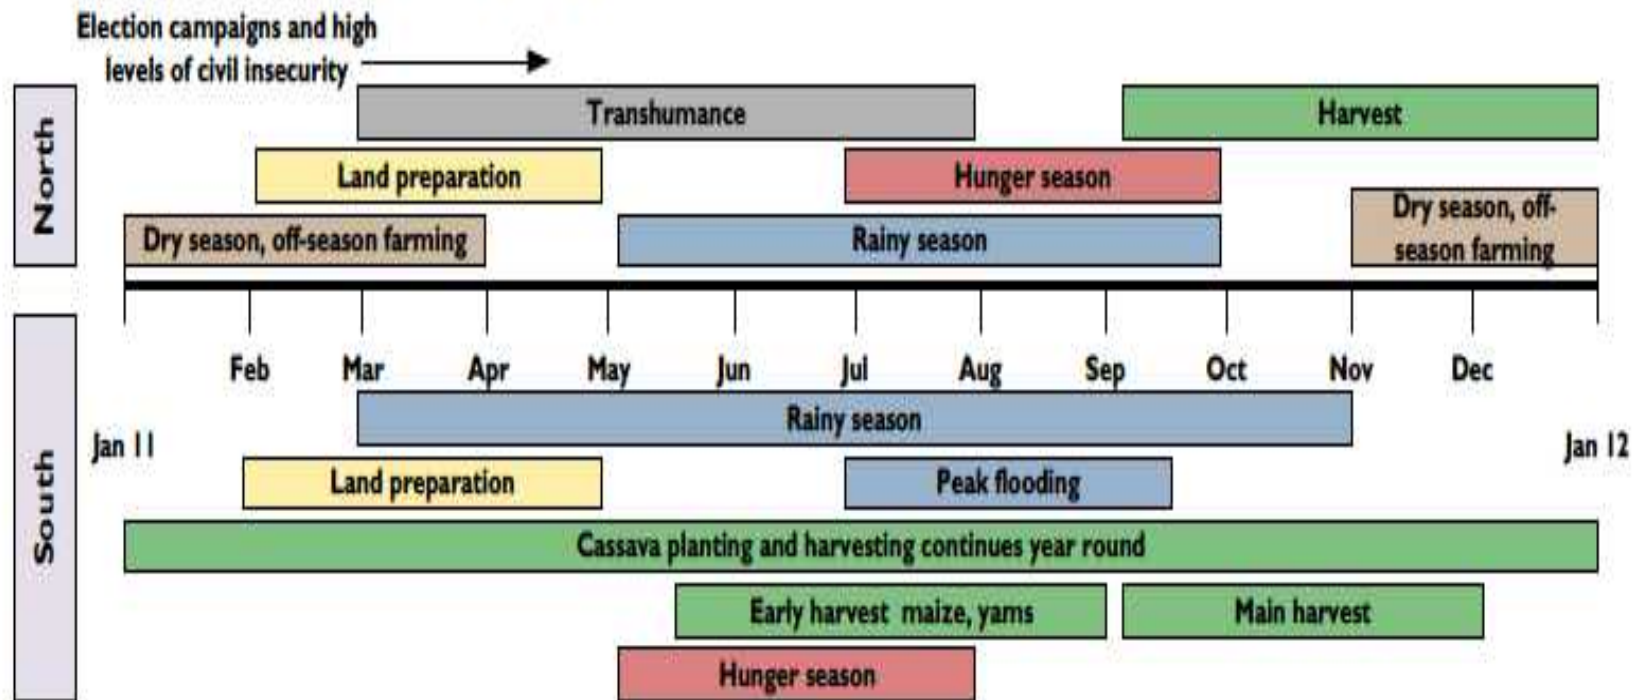 Election campaigns and high
levels of civil insecurity
North
Transhumance
Harvest
Land preparation
Hunger season
Dry season, off-season farming
Rainy season
Dry season, off-
season farming
Feb Mar Apr May Jun Jul Aug Sep Oct Nov Dec
Jan 11
Jan 12
South
Rainy season
Land preparation
Peak flooding
Cassava planting and harvesting continues year round
Early harvest maize, yams
Main harvest
Hunger season